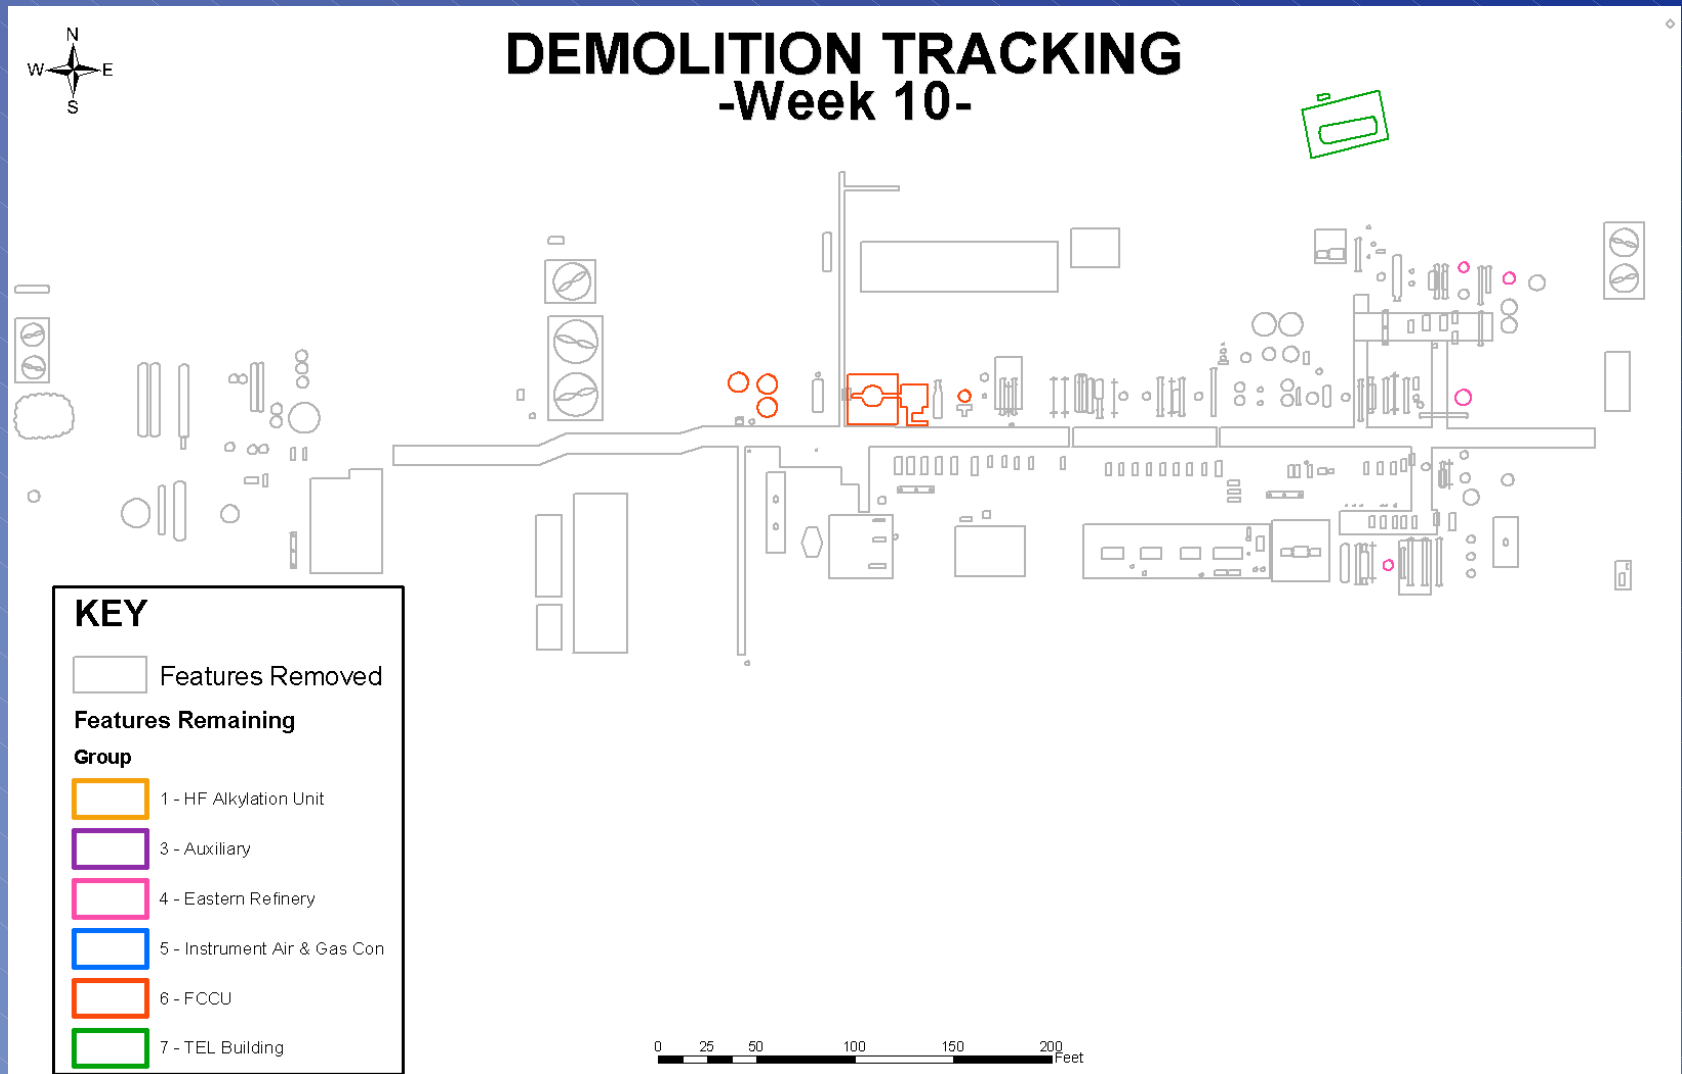 N
W E
S
DEMOLITION TRACKING
-Week 10-
KEY
Features Removed
Features Remaining
Group
1 - HF Alkylation Unit
3 - Auxiliary
4 - Eastern Refinery
5 - Instrument Air & Gas Con
6 - FCCU
7 - TEL Building
0 25 50 100 150 200
Feet